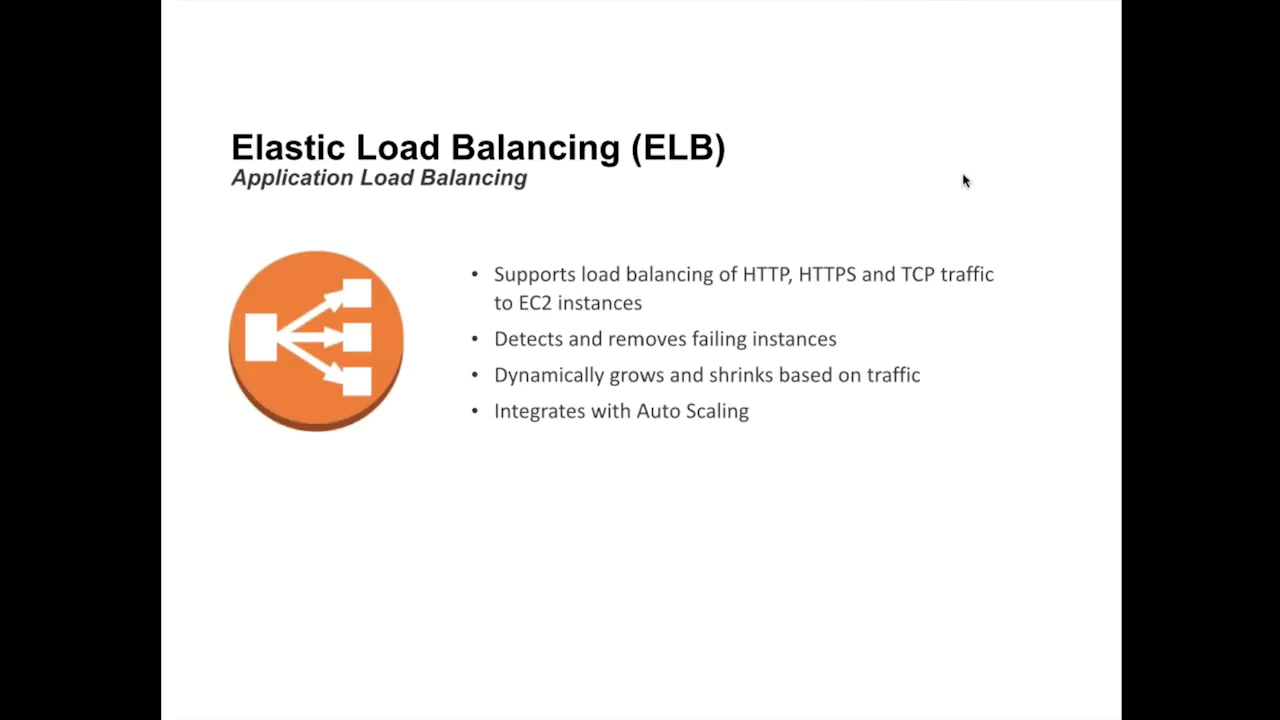 Elastic Load Balancing (ELB)
Application Load Balancing
• Supports load balancing of HTTP, HTTPS and TCP traffic
to EC2 instances
• Detects and removes failing instances
• Dynamically grows and shrinks based on traffic
• Integrates with Auto Scaling